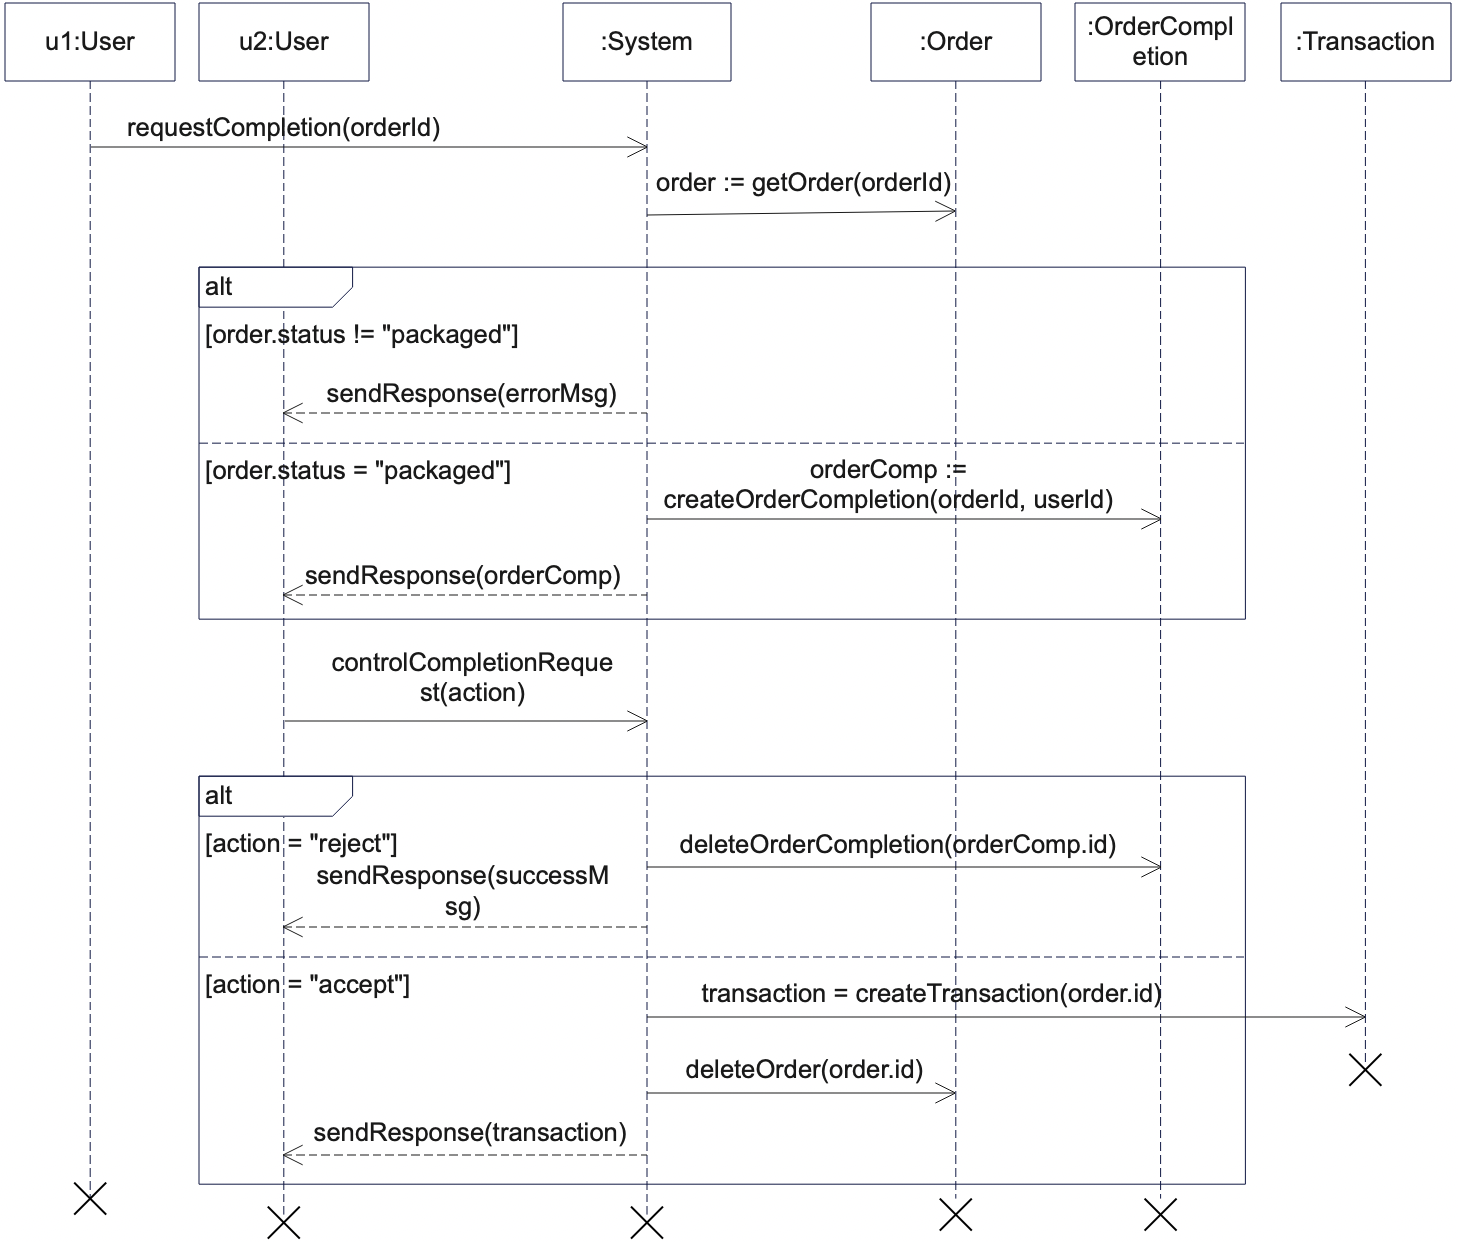 u1:User
u2:User
:System
:Order
:OrderCompl
etion
:Transaction
requestCompletion(orderId)
order := getOrder(orderId)
alt
[order.status != "packaged"]
sendResponse(errorMsg)
[order.status = "packaged"]
orderComp :=
createOrderCompletion(orderId, userId)
sendResponse(orderComp)
controlCompletionReque
st(action)
alt
[action = "reject"]
deleteOrderCompletion(orderComp.id)
sendResponse(successM
sg)
[action = "accept"]
transaction = createTransaction(order.id)
deleteOrder(order.id)
sendResponse(transaction)